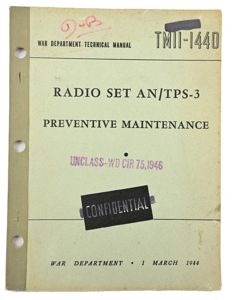 WAR DEPARTMENT TECHNICAL MANUAL
TM11-1440
RADIO SET AN/TPS-3
PREVENTIVE MAINTENANCE
UNCLASS-WD CIR 75,1946
CONFIDENTIAL
WAR DEPARTMENT • 1 MARCH 1944